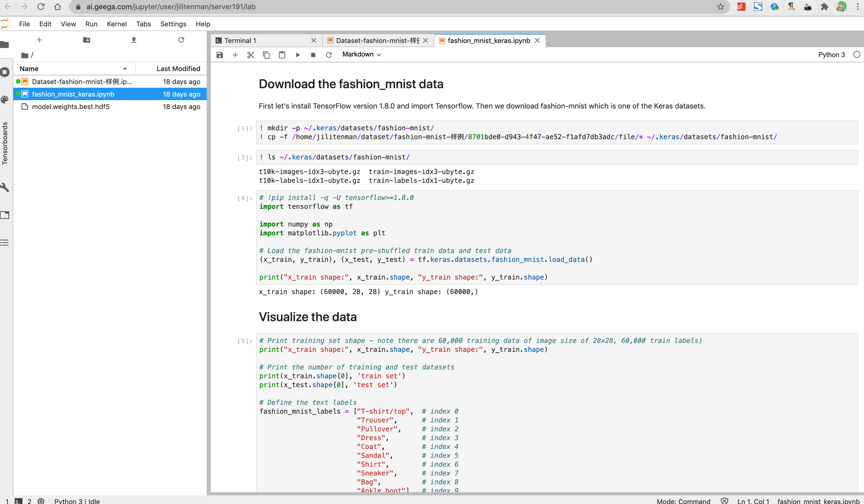 ai.geega.com/jupyter/user/jilitenman/server191/lab
File Edit View Run Kernel Tabs Settings Help
Terminal 1
Dataset-fashion-mnist-样例
fashion_mnist_keras.ipynb
Markdown
Python 3
/
Name
Last Modified
Dataset-fashion-mnist-样例.ip...
18 days ago
fashion_mnist_keras.ipynb
18 days ago
model.weights.best.hdf5
18 days ago
Tensorboards
Download the fashion_mnist data
First let's install TensorFlow version 1.8.0 and import Tensorflow. Then we download fashion-mnist which is one of the Keras datasets.
[1]:
! mkdir -p ~/.keras/datasets/fashion-mnist/
! cp -f /home/jilitenman/dataset/fashion-mnist-样例/8701bde0-d943-4f47-ae52-f1afd7db3adc/file/* ~/.keras/datasets/fashion-mnist/
[3]:
! ls ~/.keras/datasets/fashion-mnist/
t10k-images-idx3-ubyte.gz train-images-idx3-ubyte.gz
t10k-labels-idx1-ubyte.gz train-labels-idx1-ubyte.gz
[4]:
# !pip install -q -U tensorflow>=1.8.0
import tensorflow as tf
import numpy as np
import matplotlib.pyplot as plt
# Load the fashion-mnist pre-shuffled train data and test data
(x_train, y_train), (x_test, y_test) = tf.keras.datasets.fashion_mnist.load_data()
print("x_train shape:", x_train.shape, "y_train shape:", y_train.shape)
x_train shape: (60000, 28, 28) y_train shape: (60000,)
Visualize the data
[5]:
# Print training set shape - note there are 60,000 training data of image size of 28x28, 60,000 train labels)
print("x_train shape:", x_train.shape, "y_train shape:", y_train.shape)
# Print the number of training and test datasets
print(x_train.shape[0], 'train set')
print(x_test.shape[0], 'test set')
# Define the text labels
fashion_mnist_labels = ["T-shirt/top", # index 0
"Trouser", # index 1
"Pullover", # index 2
"Dress", # index 3
"Coat", # index 4
"Sandal", # index 5
"Shirt", # index 6
"Sneaker", # index 7
"Bag", # index 8
"Ankle boot"] # index 9
1 2 Python 3 | Idle
Mode: Command
Ln 1, Col 1
fashion_mnist_keras.ipynb